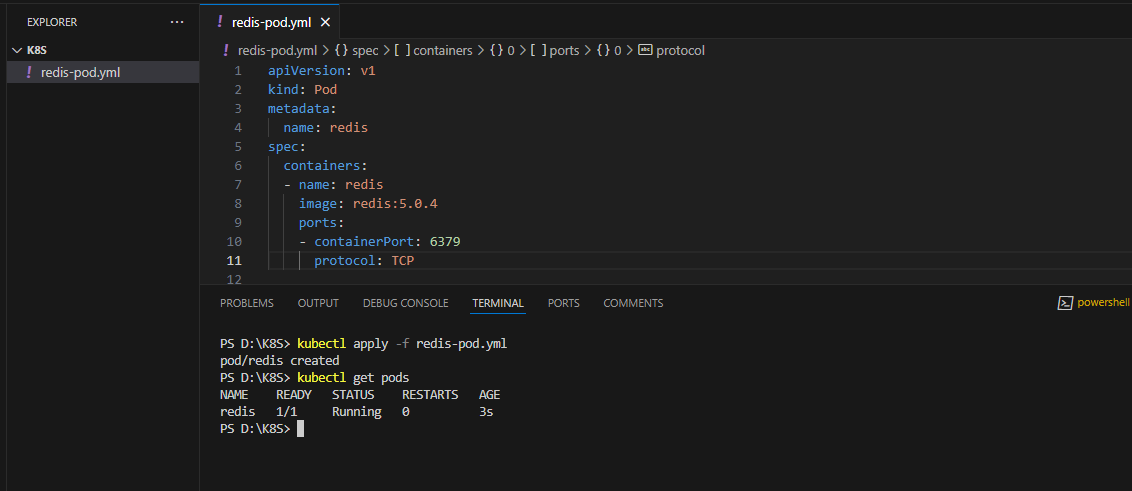 EXPLORER ...
K8S
! redis-pod.yml
! redis-pod.yml ×
! redis-pod.yml > {} spec > [ ] containers > {} 0 > [ ] ports > {} 0 > abc protocol
1 apiVersion: v1
2 kind: Pod
3 metadata:
4   name: redis
5 spec:
6   containers:
7   - name: redis
8     image: redis:5.0.4
9     ports:
10     - containerPort: 6379
11       protocol: TCP
12
PROBLEMS OUTPUT DEBUG CONSOLE TERMINAL PORTS COMMENTS powershell
PS D:\K8S> kubectl apply -f redis-pod.yml
pod/redis created
PS D:\K8S> kubectl get pods
NAME    READY   STATUS    RESTARTS   AGE
redis   1/1     Running   0          3s
PS D:\K8S>